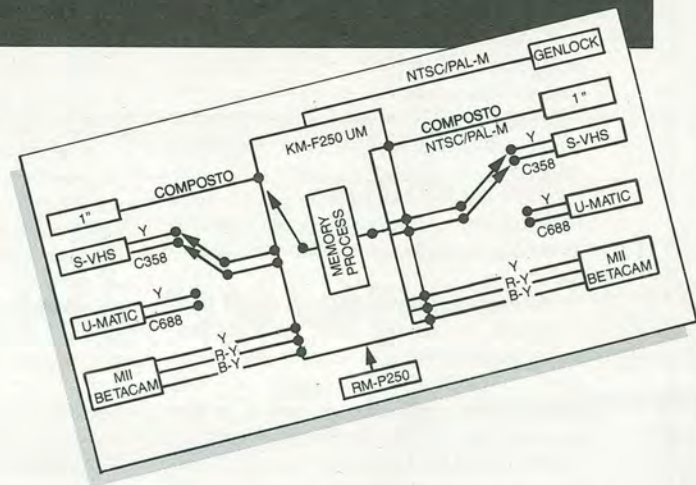 NTSC/PAL-M
GENLOCK
KM-F250 UM
COMPOSTO
NTSC/PAL-M
1"
COMPOSTO
1"
Y
S-VHS
C358
S-VHS
Y
C358
MEMORY
PROCESS
Y
U-MATIC
C688
U-MATIC
Y
C688
Y
R-Y
B-Y
MII
BETACAM
MII
BETACAM
Y
R-Y
B-Y
RM-P250